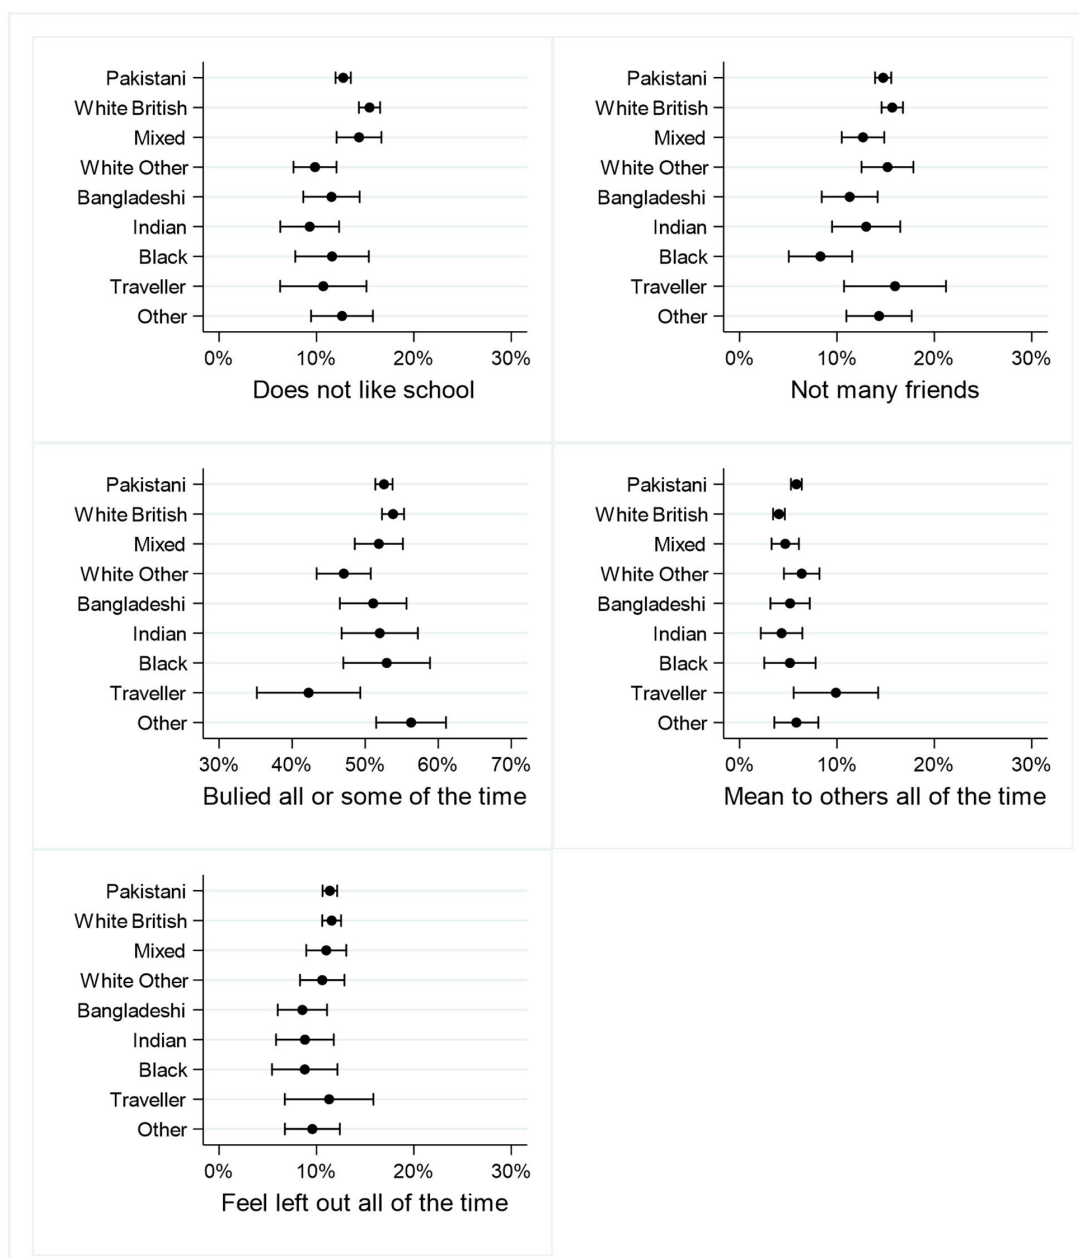 Pakistani
White British
Mixed
White Other
Bangladeshi
Indian
Black
Traveller
Other
0% 10% 20% 30%
Does not like school
Pakistani
White British
Mixed
White Other
Bangladeshi
Indian
Black
Traveller
Other
0% 10% 20% 30%
Not many friends
Pakistani
White British
Mixed
White Other
Bangladeshi
Indian
Black
Traveller
Other
30% 40% 50% 60% 70%
Bulied all or some of the time
Pakistani
White British
Mixed
White Other
Bangladeshi
Indian
Black
Traveller
Other
0% 10% 20% 30%
Mean to others all of the time
Pakistani
White British
Mixed
White Other
Bangladeshi
Indian
Black
Traveller
Other
0% 10% 20% 30%
Feel left out all of the time